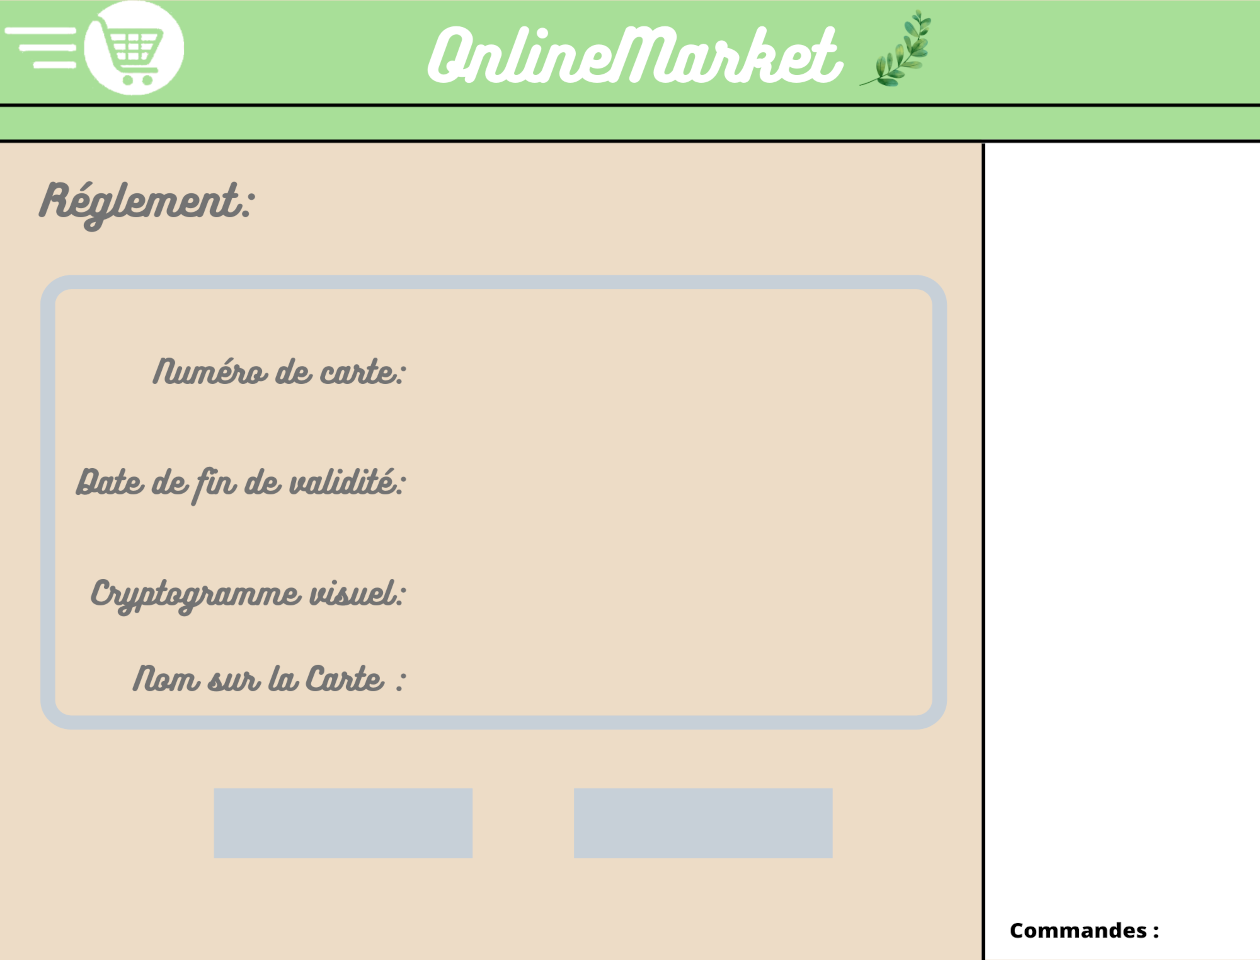 OnlineMarket
Réglement:
Numéro de carte:
Date de fin de validité:
Cryptogramme visuel:
Nom sur la Carte :
Commandes :